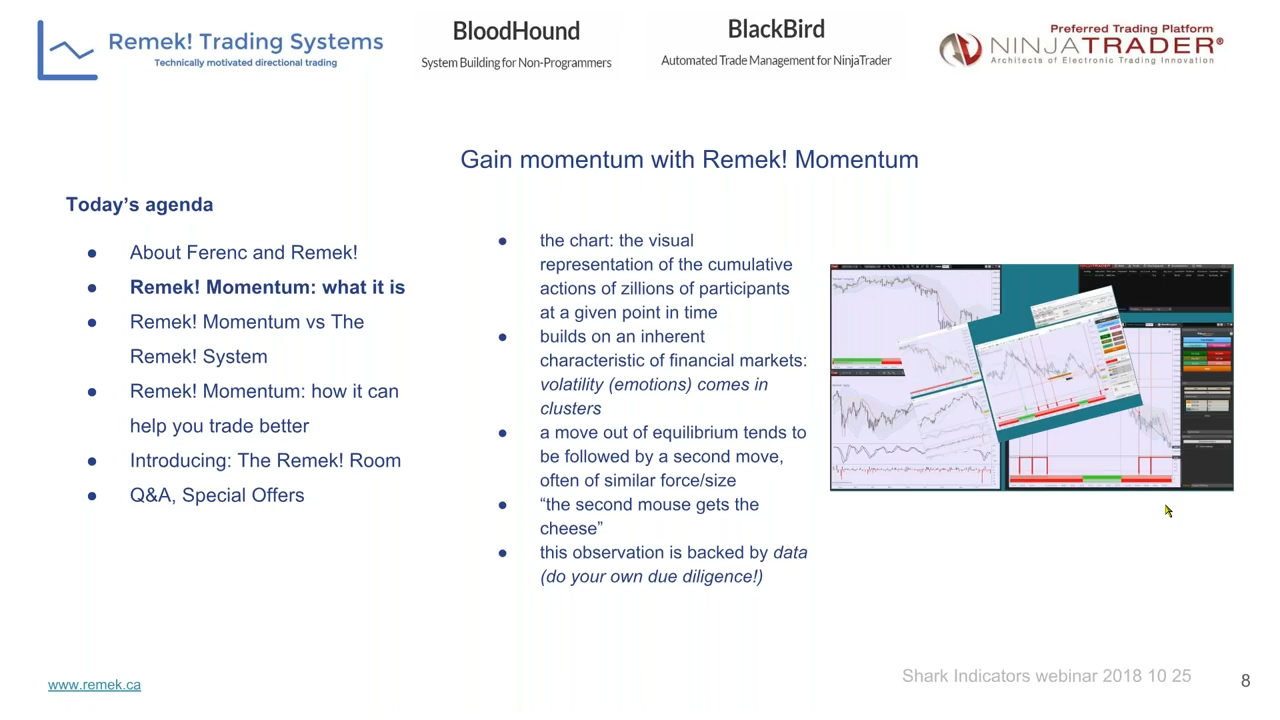 Remek! Trading Systems
Technically motivated directional trading
BloodHound
System Building for Non-Programmers
BlackBird
Automated Trade Management for NinjaTrader
Preferred Trading Platform
NINJATRADER®
Architects of Electronic Trading Innovation
Gain momentum with Remek! Momentum
Today’s agenda
● About Ferenc and Remek!
● Remek! Momentum: what it is
● Remek! Momentum vs The
Remek! System
● Remek! Momentum: how it can
help you trade better
● Introducing: The Remek! Room
● Q&A, Special Offers
● the chart: the visual
representation of the cumulative
actions of zillions of participants
at a given point in time
● builds on an inherent
characteristic of financial markets:
volatility (emotions) comes in
clusters
● a move out of equilibrium tends to
be followed by a second move,
often of similar force/size
● “the second mouse gets the
cheese”
● this observation is backed by data
(do your own due diligence!)
www.remek.ca
Shark Indicators webinar 2018 10 25
8